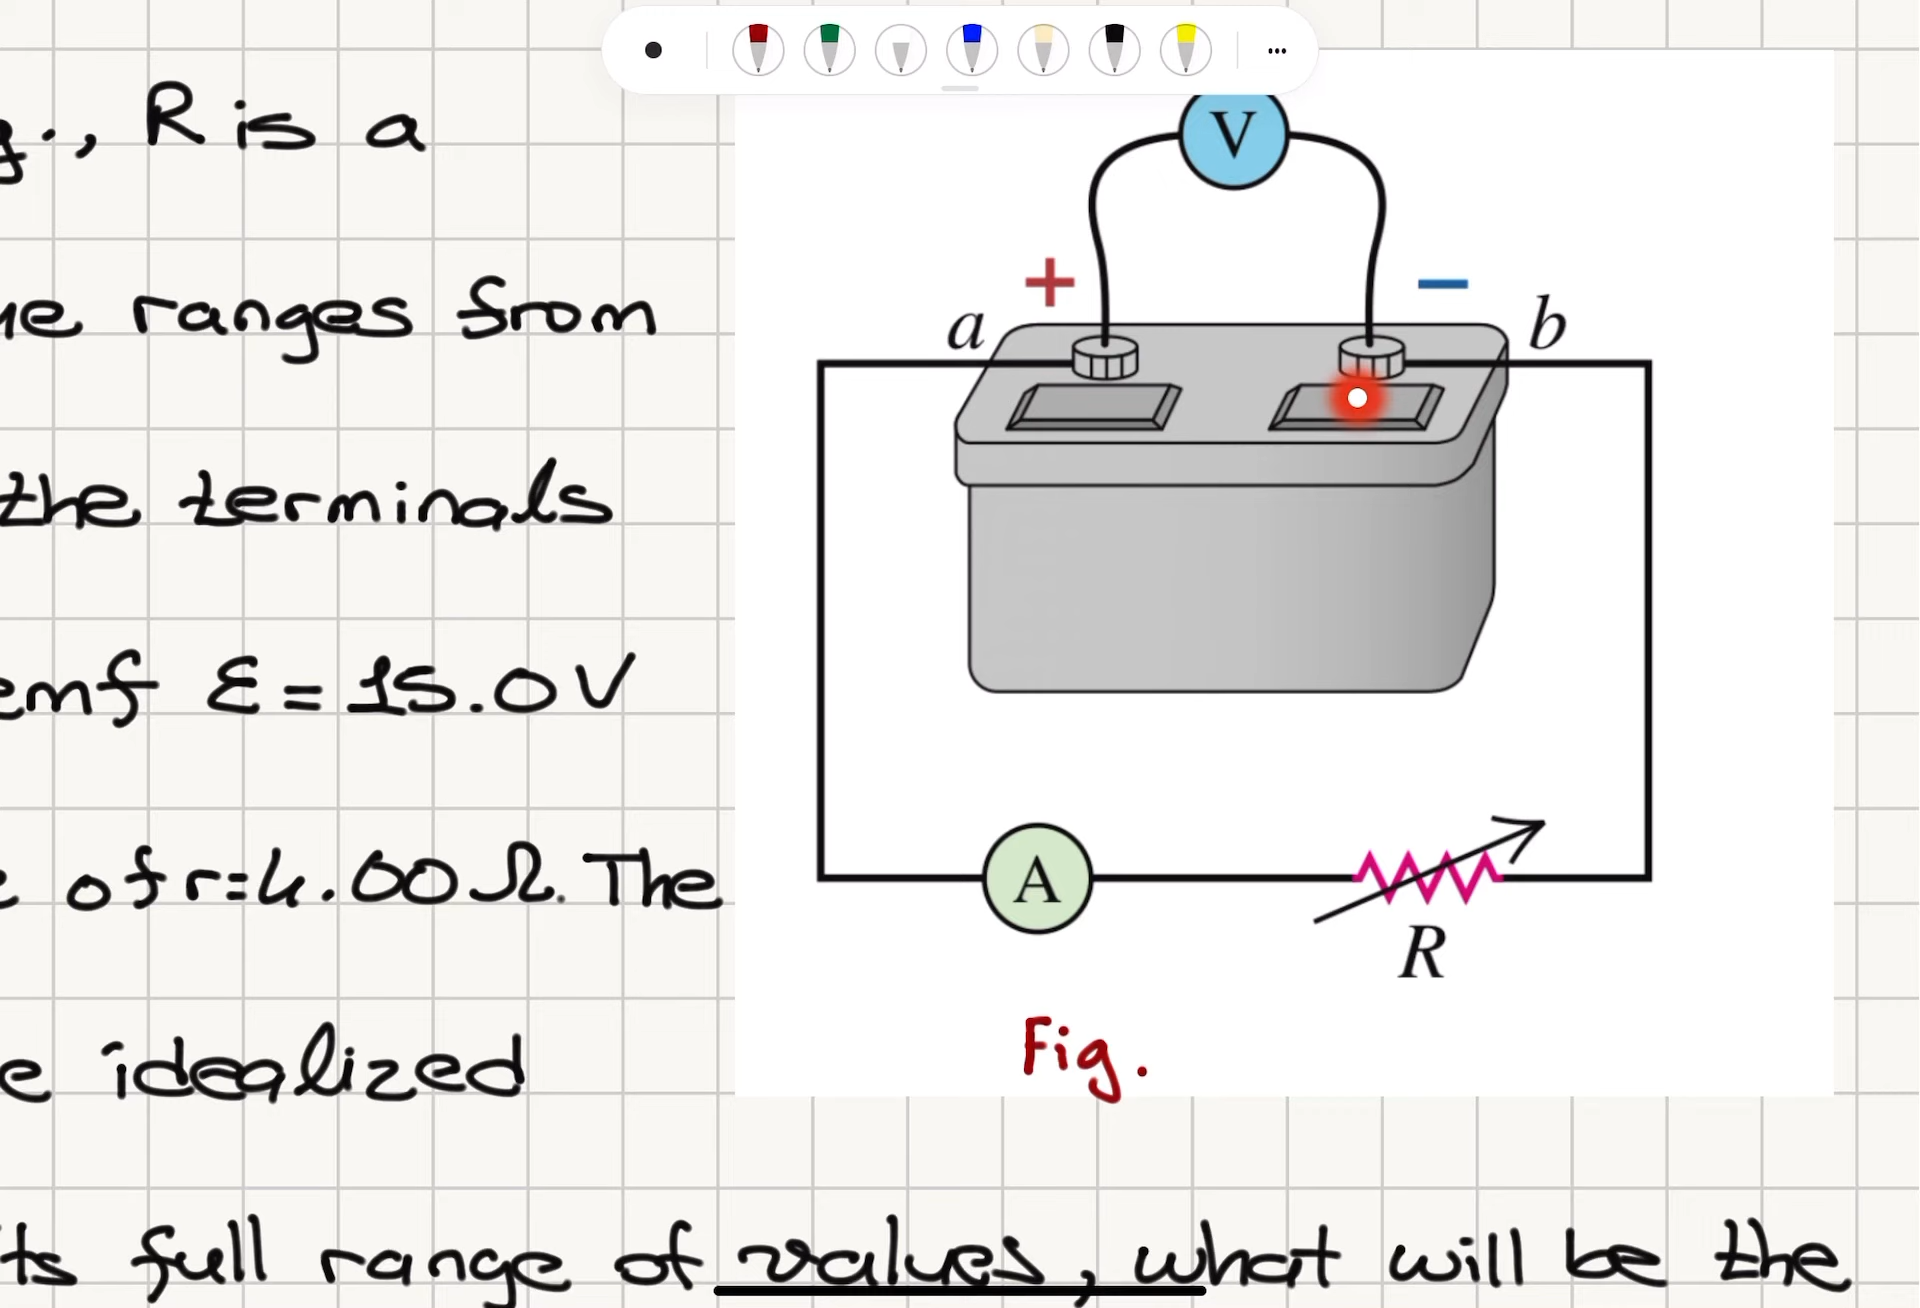 g., R is a
ranges from
the terminals
emf ε = 15.0 V
of r=4.00 Ω. The
idealized
full range of values, what will be the
V
+ −
a b
A
R
Fig.